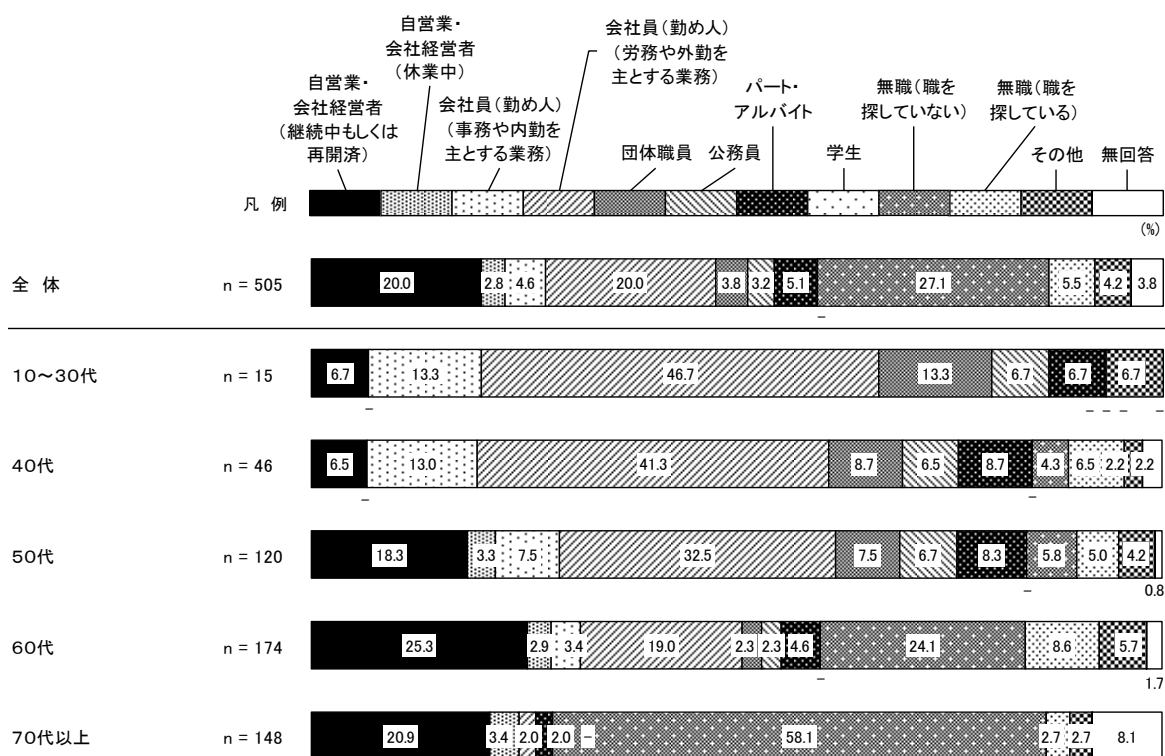 自営業・
会社経営者
(継続中もしくは
再開済)
自営業・
会社経営者
(休業中)
会社員(勤め人)
(事務や内勤を
主とする業務)
会社員(勤め人)
(労務や外勤を
主とする業務)
団体職員
公務員
パート・
アルバイト
学生
無職(職を
探していない)
無職(職を
探している)
その他
無回答
凡 例
(%)
全 体 n = 505 20.0 2.8 4.6 20.0 3.8 3.2 5.1 - 27.1 5.5 4.2 3.8
10~30代 n = 15 6.7 - 13.3 46.7 13.3 6.7 6.7 - - - 6.7 -
40代 n = 46 6.5 - 13.0 41.3 8.7 6.5 8.7 - 4.3 6.5 2.2 2.2
50代 n = 120 18.3 3.3 7.5 32.5 7.5 6.7 8.3 - 5.8 5.0 4.2 0.8
60代 n = 174 25.3 2.9 3.4 19.0 2.3 2.3 4.6 - 24.1 8.6 5.7 1.7
70代以上 n = 148 20.9 3.4 2.0 2.0 - 58.1 2.7 2.7 8.1